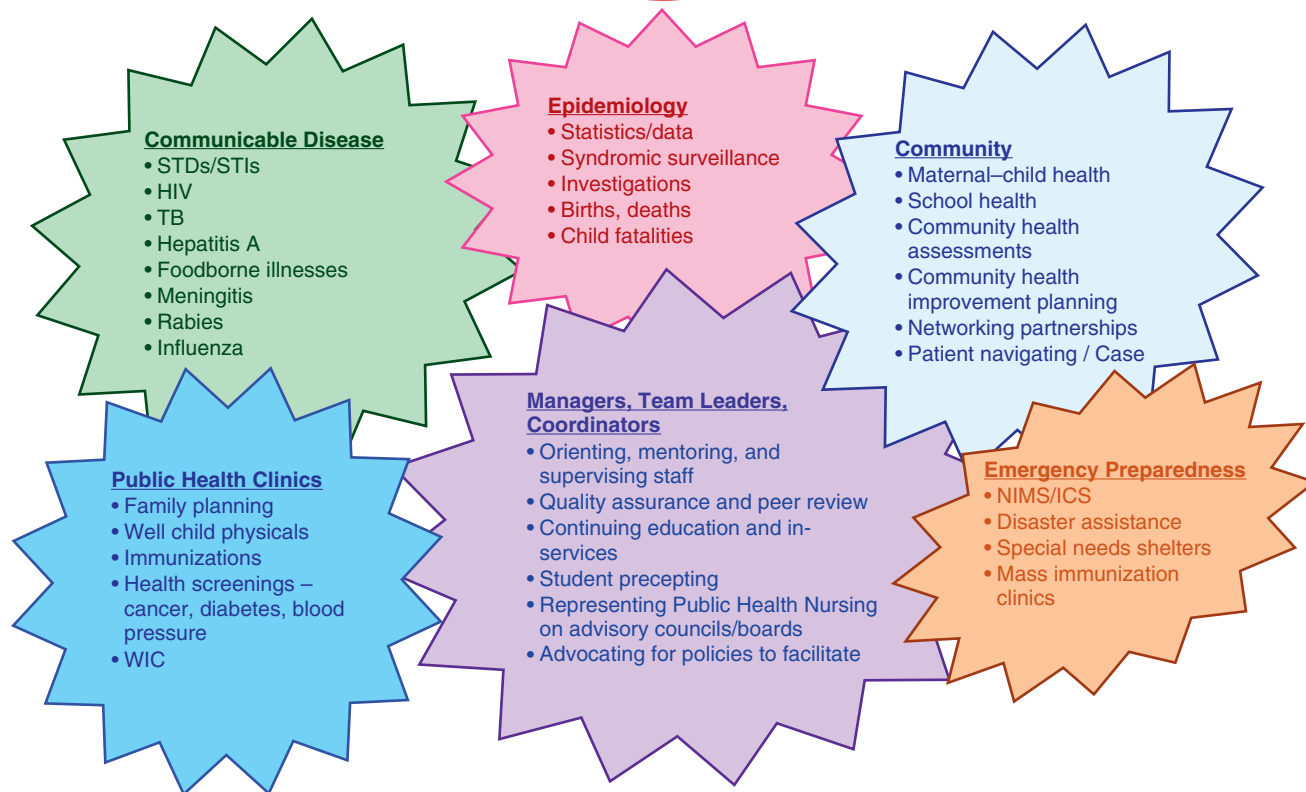 Communicable Disease
• STDs/STIs
• HIV
• TB
• Hepatitis A
• Foodborne illnesses
• Meningitis
• Rabies
• Influenza
Epidemiology
• Statistics/data
• Syndromic surveillance
• Investigations
• Births, deaths
• Child fatalities
Community
• Maternal–child health
• School health
• Community health
assessments
• Community health
improvement planning
• Networking partnerships
• Patient navigating / Case
Public Health Clinics
• Family planning
• Well child physicals
• Immunizations
• Health screenings –
cancer, diabetes, blood
pressure
• WIC
Managers, Team Leaders,
Coordinators
• Orienting, mentoring, and
supervising staff
• Quality assurance and peer review
• Continuing education and in-
services
• Student precepting
• Representing Public Health Nursing
on advisory councils/boards
• Advocating for policies to facilitate
Emergency Preparedness
• NIMS/ICS
• Disaster assistance
• Special needs shelters
• Mass immunization
clinics